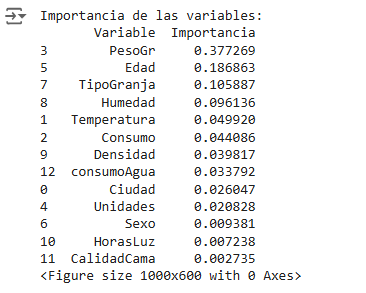 Importancia de las variables:
Variable Importancia
3 PesoGr 0.377269
5 Edad 0.186863
7 TipoGranja 0.105887
8 Humedad 0.096136
1 Temperatura 0.049920
2 Consumo 0.044086
9 Densidad 0.039817
12 consumoAgua 0.033792
0 Ciudad 0.026047
4 Unidades 0.020828
6 Sexo 0.009381
10 HorasLuz 0.007238
11 CalidadCama 0.002735
<Figure size 1000x600 with 0 Axes>